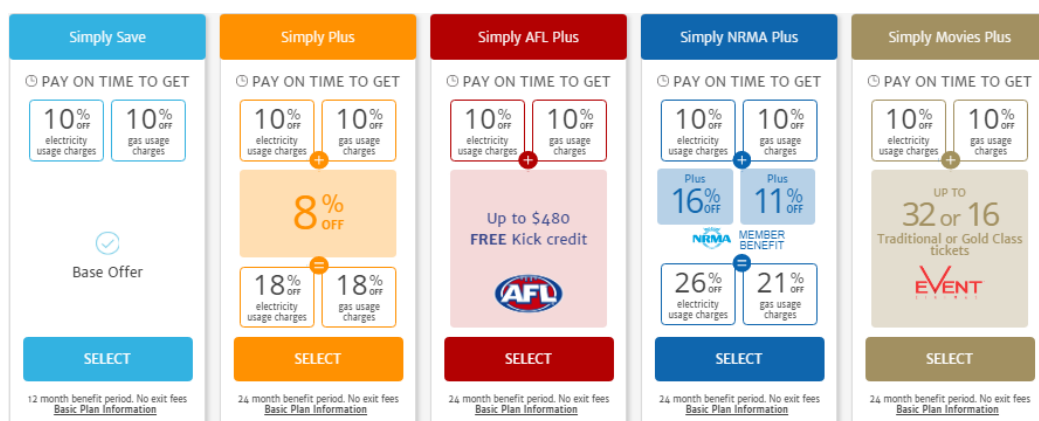 Simply Save
PAY ON TIME TO GET
10% OFF
electricity
usage charges
10% OFF
gas usage
charges
Base Offer
SELECT
12 month benefit period. No exit fees
Basic Plan Information
Simply Plus
PAY ON TIME TO GET
10% OFF
electricity
usage charges
10% OFF
gas usage
charges
+
8% OFF
=
18% OFF
electricity
usage charges
18% OFF
gas usage
charges
SELECT
24 month benefit period. No exit fees
Basic Plan Information
Simply AFL Plus
PAY ON TIME TO GET
10% OFF
electricity
usage charges
10% OFF
gas usage
charges
+
Up to $480
FREE Kick credit
AFL
SELECT
24 month benefit period. No exit fees
Basic Plan Information
Simply NRMA Plus
PAY ON TIME TO GET
10% OFF
electricity
usage charges
10% OFF
gas usage
charges
+
Plus
16% OFF
Plus
11% OFF
NRMA
MEMBER
BENEFIT
=
26% OFF
electricity
usage charges
21% OFF
gas usage
charges
SELECT
24 month benefit period. No exit fees
Basic Plan Information
Simply Movies Plus
PAY ON TIME TO GET
10% OFF
electricity
usage charges
10% OFF
gas usage
charges
+
UP TO
32 or 16
Traditional or Gold Class
tickets
EVENT
SELECT
24 month benefit period. No exit fees
Basic Plan Information